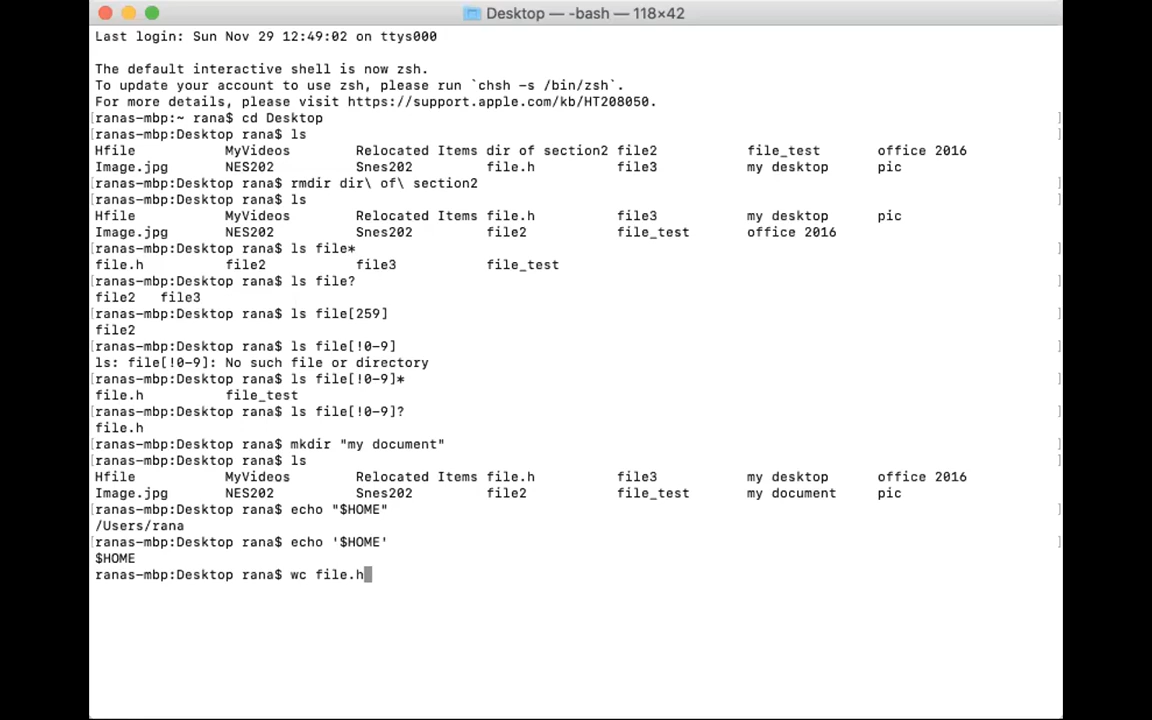 Desktop — -bash — 118×42
Last login: Sun Nov 29 12:49:02 on ttys000
The default interactive shell is now zsh.
To update your account to use zsh, please run `chsh -s /bin/zsh`.
For more details, please visit https://support.apple.com/kb/HT208050.
[ranas-mbp:~ rana$ cd Desktop ]
[ranas-mbp:Desktop rana$ ls ]
Hfile MyVideos Relocated Items dir of section2 file2 file_test office 2016
Image.jpg NES202 Snes202 file.h file3 my desktop pic
[ranas-mbp:Desktop rana$ rmdir dir\ of\ section2 ]
[ranas-mbp:Desktop rana$ ls ]
Hfile MyVideos Relocated Items file.h file3 my desktop pic
Image.jpg NES202 Snes202 file2 file_test office 2016
[ranas-mbp:Desktop rana$ ls file* ]
file.h file2 file3 file_test
[ranas-mbp:Desktop rana$ ls file? ]
file2 file3
[ranas-mbp:Desktop rana$ ls file[259] ]
file2
[ranas-mbp:Desktop rana$ ls file[!0-9] ]
ls: file[!0-9]: No such file or directory
[ranas-mbp:Desktop rana$ ls file[!0-9]* ]
file.h file_test
[ranas-mbp:Desktop rana$ ls file[!0-9]? ]
file.h
[ranas-mbp:Desktop rana$ mkdir "my document" ]
[ranas-mbp:Desktop rana$ ls ]
Hfile MyVideos Relocated Items file.h file3 my desktop office 2016
Image.jpg NES202 Snes202 file2 file_test my document pic
[ranas-mbp:Desktop rana$ echo "$HOME" ]
/Users/rana
[ranas-mbp:Desktop rana$ echo '$HOME' ]
$HOME
ranas-mbp:Desktop rana$ wc file.h